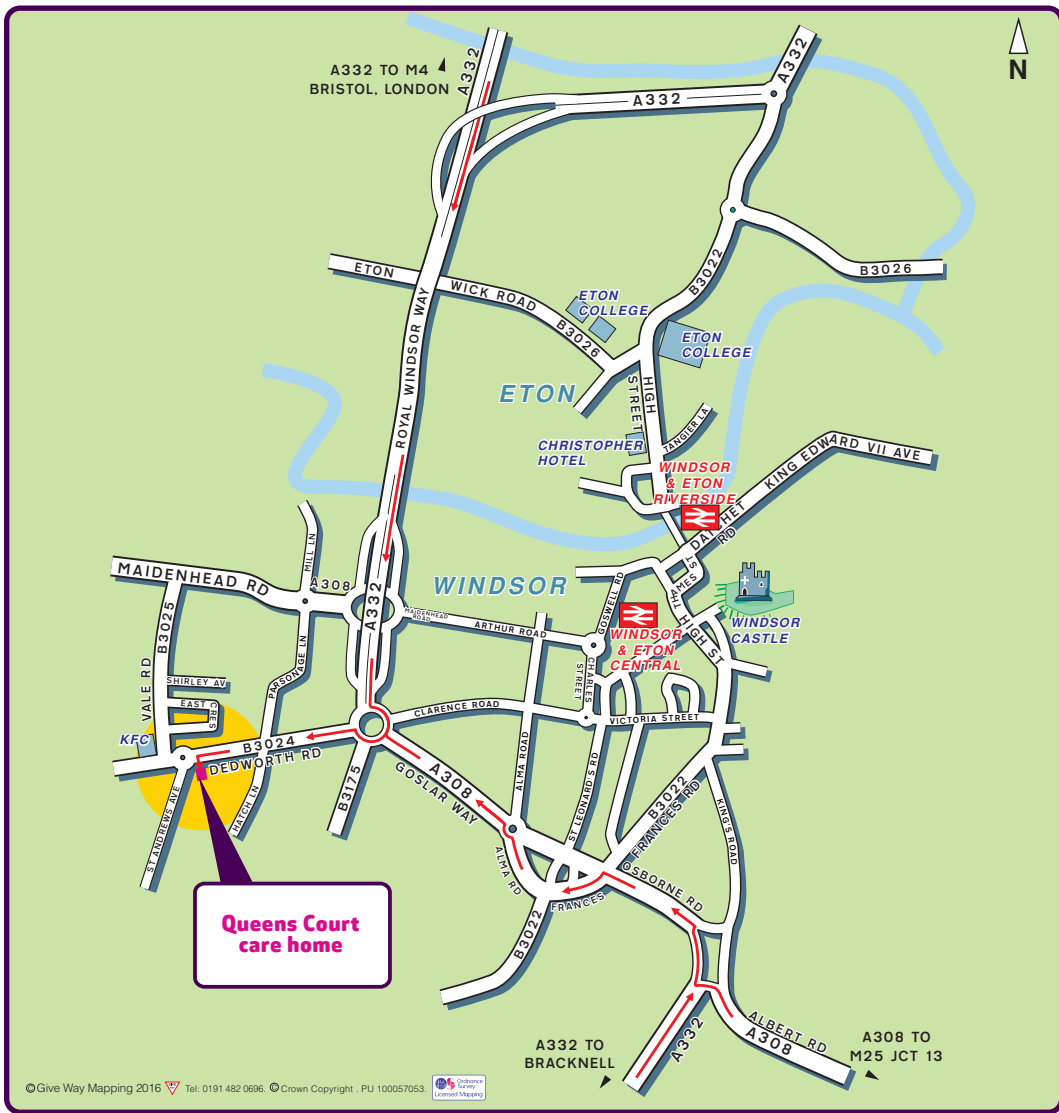 A332 TO M4
BRISTOL, LONDON
A332
A332
A332
N
B3022
B3026
ETON
WICK ROAD
B3026
ETON
COLLEGE
ETON
COLLEGE
ROYAL WINDSOR WAY
ETON
HIGH
STREET
TANGIER LA
CHRISTOPHER
HOTEL
WINDSOR
& ETON
RIVERSIDE
KING EDWARD VII AVE
DATCHET
RD
MILL LN
MAIDENHEAD RD
A308
A332
WINDSOR
MAIDENHEAD
ROAD
ARTHUR ROAD
GOSWELL RD
THAMES ST
WINDSOR
CASTLE
WINDSOR
& ETON
CENTRAL
HIGH ST
B3025
VALE RD
PARSONAGE LN
SHIRLEY AV
EAST CRES
CHARLES
STREET
CLARENCE ROAD
VICTORIA STREET
KFC
B3024
DEDWORTH RD
B3175
A308
GOSLAR WAY
ALMA ROAD
ST LEONARD'S RD
B3022
FRANCES RD
KING'S ROAD
HATCH LN
ST ANDREWS AVE
ALMA RD
FRANCES
OSBORNE RD
B3022
Queens Court
care home
A332
ALBERT RD
A308
A332 TO
BRACKNELL
A308 TO
M25 JCT 13
© Give Way Mapping 2016 Tel: 0191 482 0696. © Crown Copyright . PU 100057053.
Ordnance
Survey
Licensed Mapping